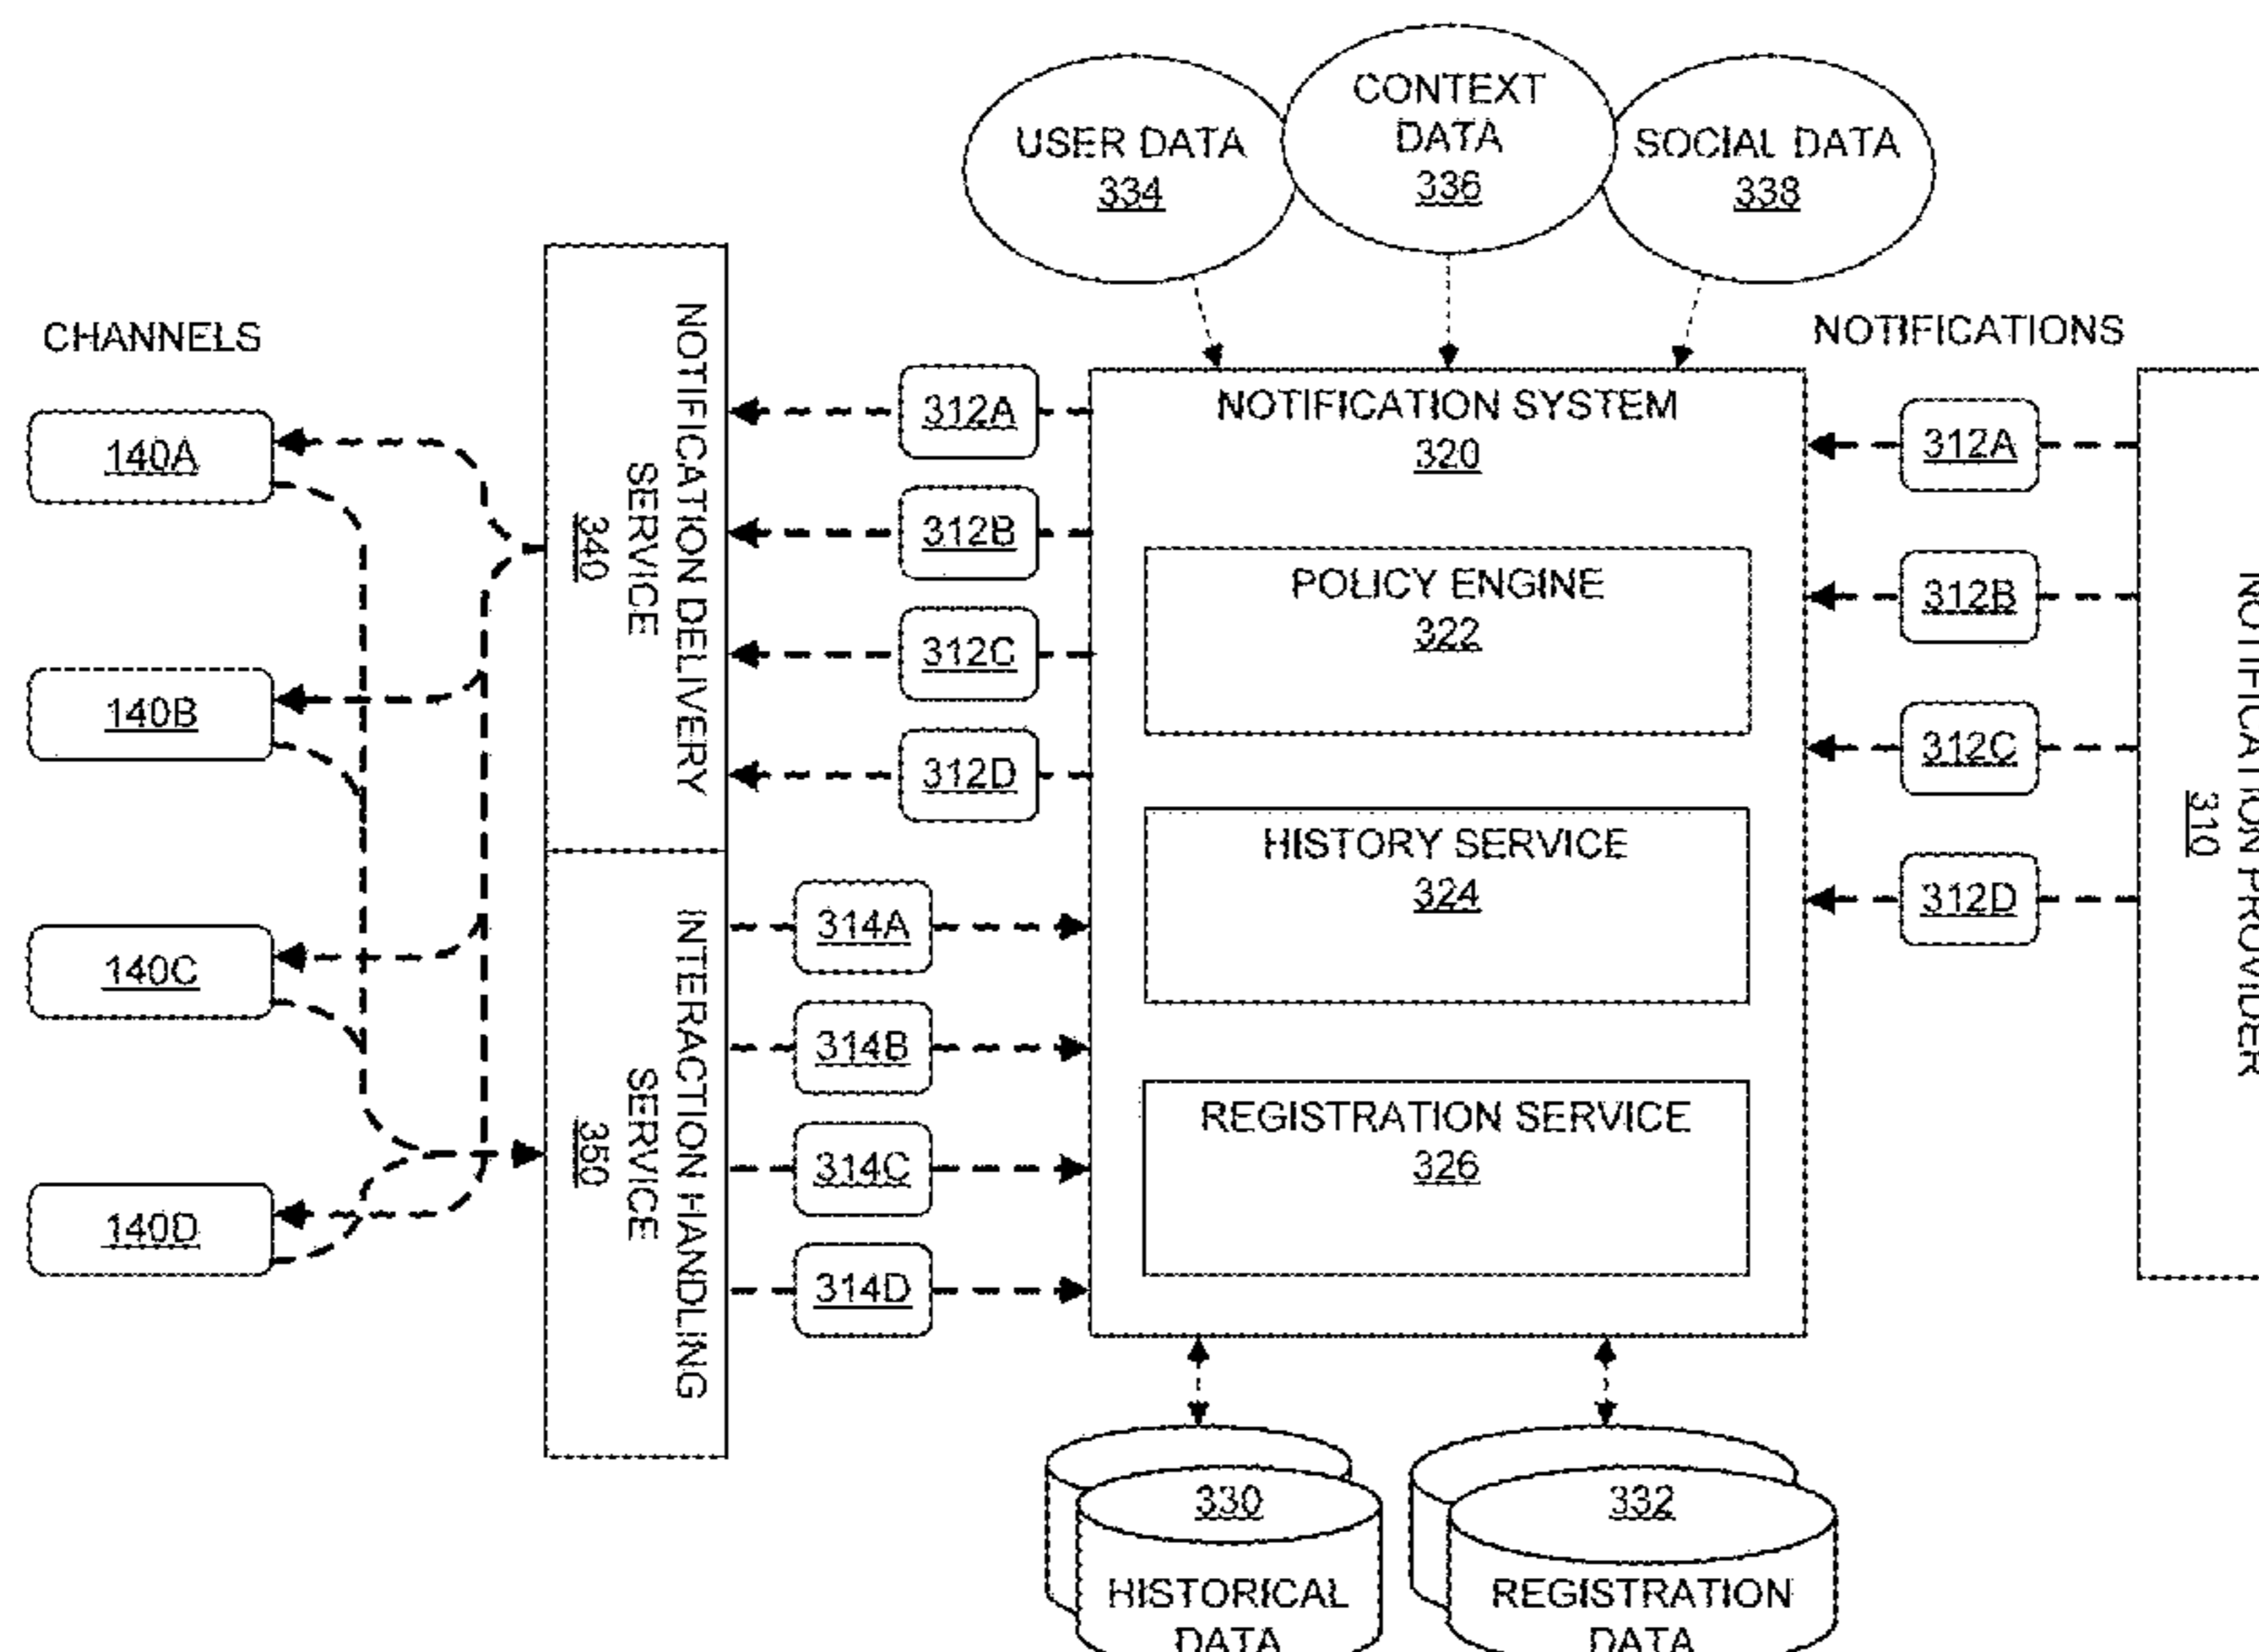 USER DATA
334
CONTEXT
DATA
336
SOCIAL DATA
338
CHANNELS
140A
140B
140C
140D
NOTIFICATION DELIVERY
SERVICE
340
INTERACTION HANDLING
SERVICE
350
312A
312B
312C
312D
314A
314B
314C
314D
NOTIFICATION SYSTEM
320
POLICY ENGINE
322
HISTORY SERVICE
324
REGISTRATION SERVICE
326
NOTIFICATIONS
312A
312B
312C
312D
NOTIFICATION PROVIDER
310
330
HISTORICAL
DATA
332
REGISTRATION
DATA